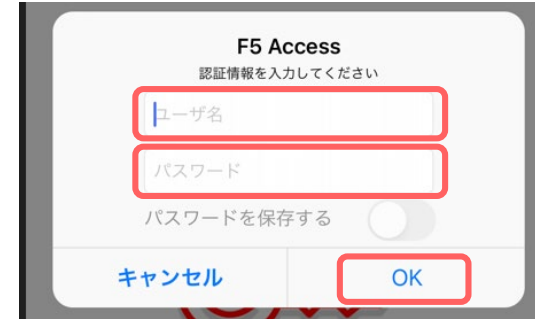 F5 Access
認証情報を入力してください
ユーザ名
パスワード
パスワードを保存する
キャンセル
OK